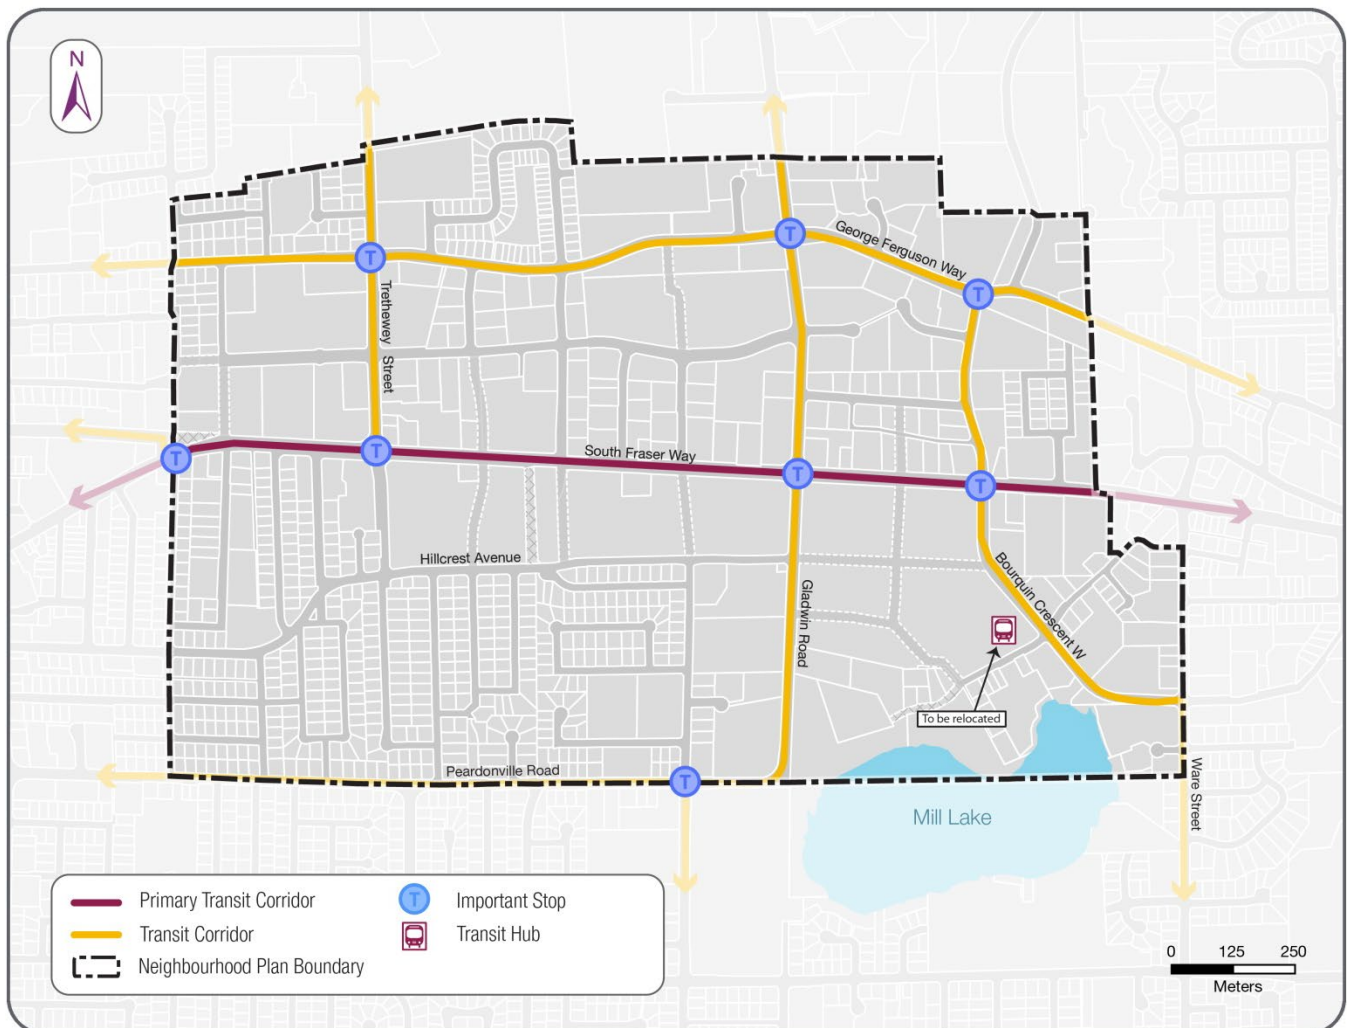 N
George Ferguson Way
T
T
T
Trethewey Street
South Fraser Way
T
T
T
T
Hillcrest Avenue
Bourquin Crescent W
Gladwin Road
To be relocated
Peardonville Road
T
Ware Street
Mill Lake
Primary Transit Corridor
T Important Stop
Transit Corridor
Transit Hub
Neighbourhood Plan Boundary
0 125 250
Meters